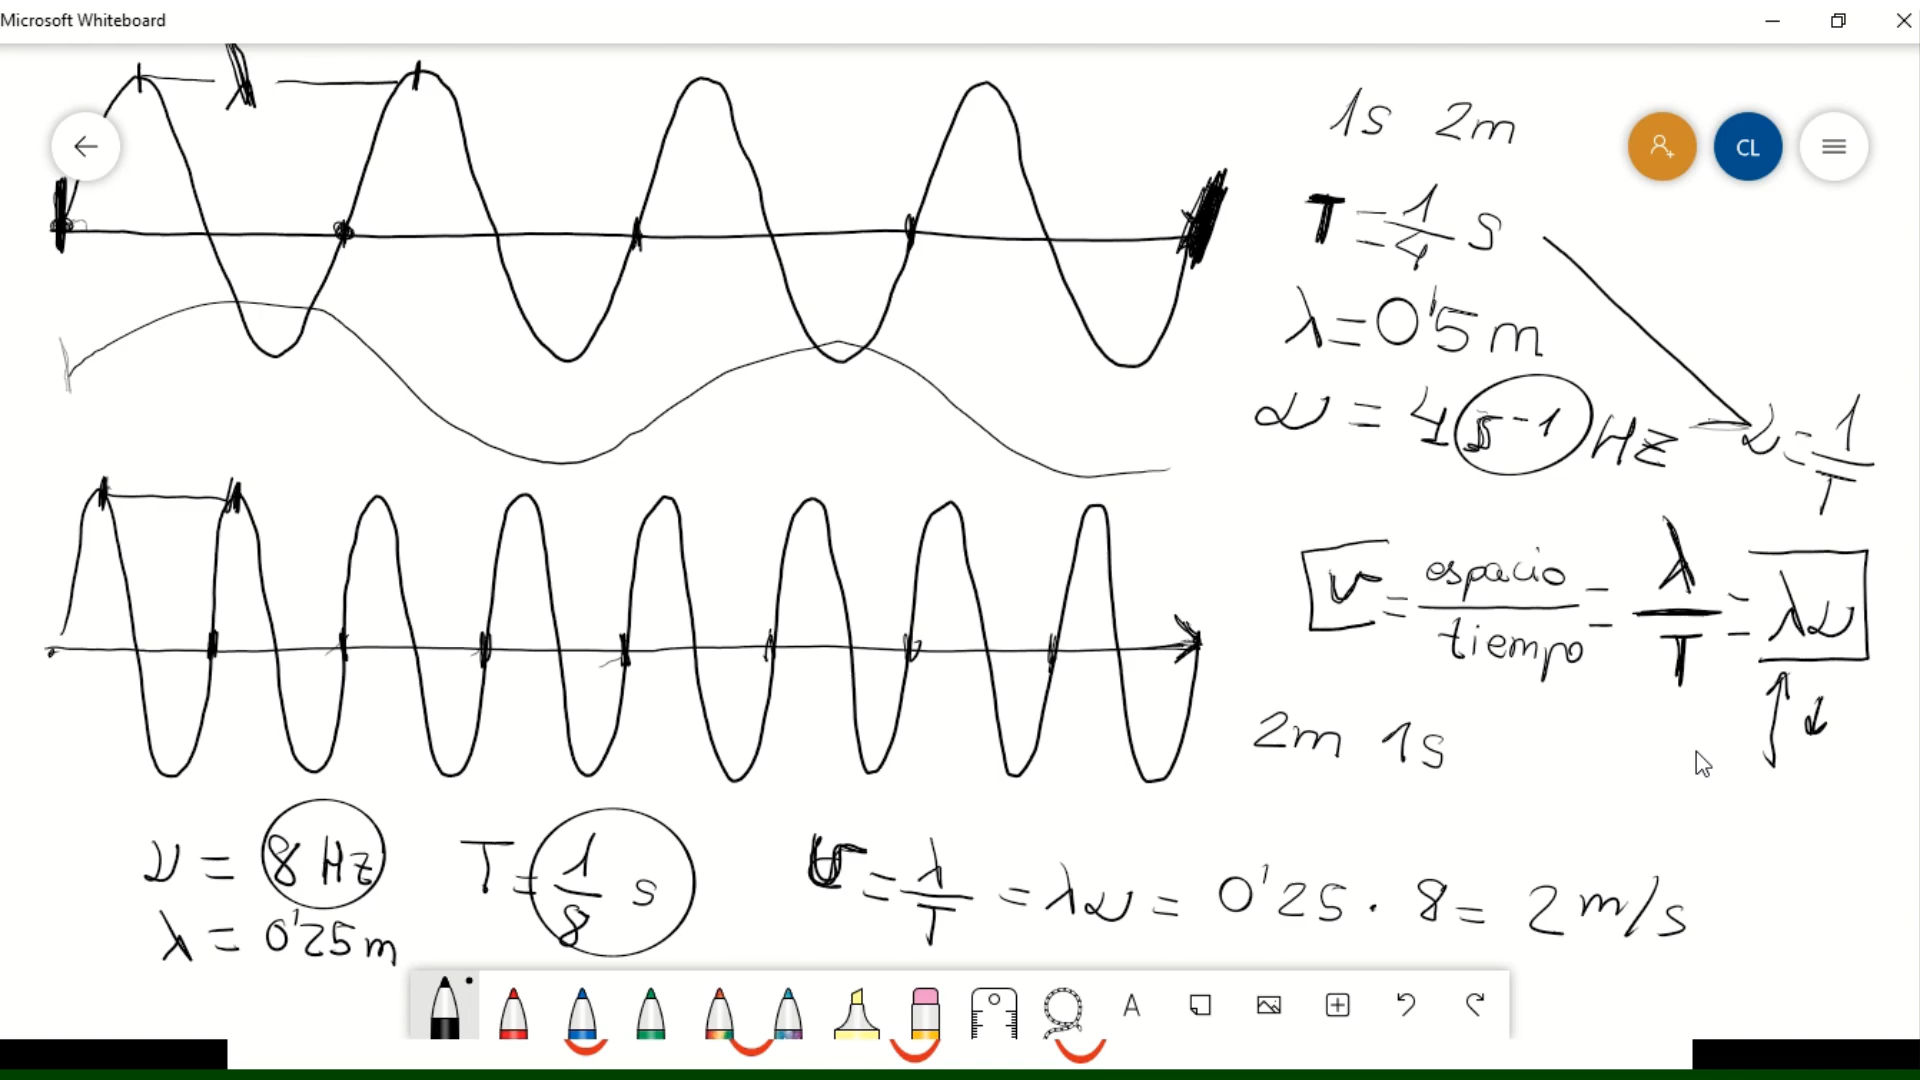 Microsoft Whiteboard
λ
1s 2m
CL
T = 1/4 s
λ = 0'5 m
ν = 4 s⁻¹ Hz
ν = 1/T
v = espacio/tiempo = λ/T = λν
2m 1s
ν = 8 Hz
T = 1/8 s
v = λ/T = λν = 0'25 · 8 = 2 m/s
λ = 0'25 m
A